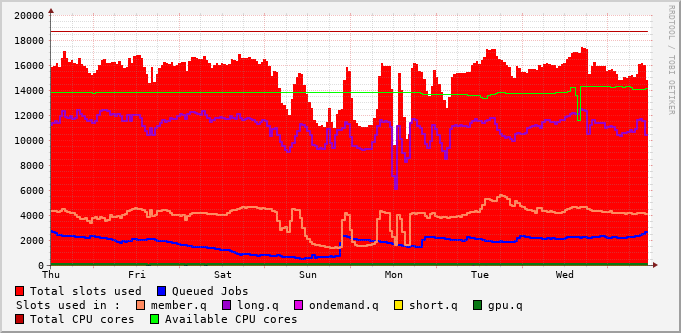 20000
18000
16000
14000
12000
10000
8000
6000
4000
2000
0
Thu Fri Sat Sun Mon Tue Wed
Total slots used Queued Jobs
Slots used in : member.q long.q ondemand.q short.q gpu.q
Total CPU cores Available CPU cores
RRDTOOL / TOBI OETIKER